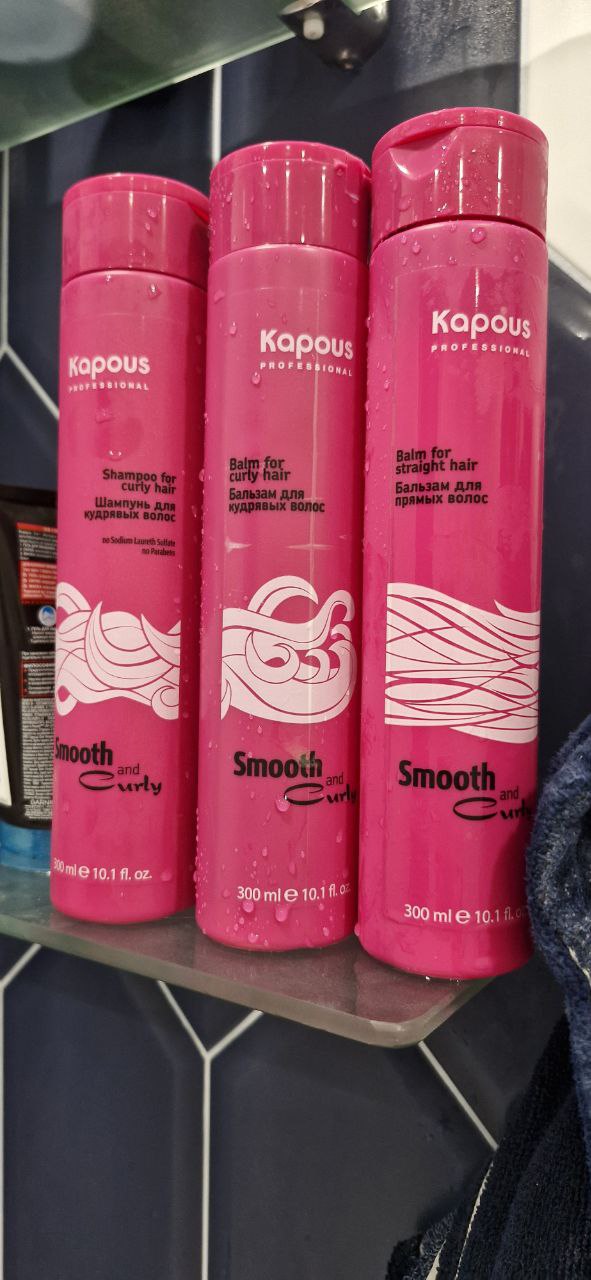 Kapous
PROFESSIONAL
Shampoo for
curly hair
Шампунь для
кудрявых волос
no Sodium Laureth Sulfate
no Parabens
Smooth
and
Curly
300 ml e 10.1 fl. oz.
Kapous
PROFESSIONAL
Balm for
curly hair
Бальзам для
кудрявых волос
Smooth
and
Curly
300 ml e 10.1 fl. oz.
Kapous
PROFESSIONAL
Balm for
straight hair
Бальзам для
прямых волос
Smooth
and
Curly
300 ml e 10.1 fl. oz.